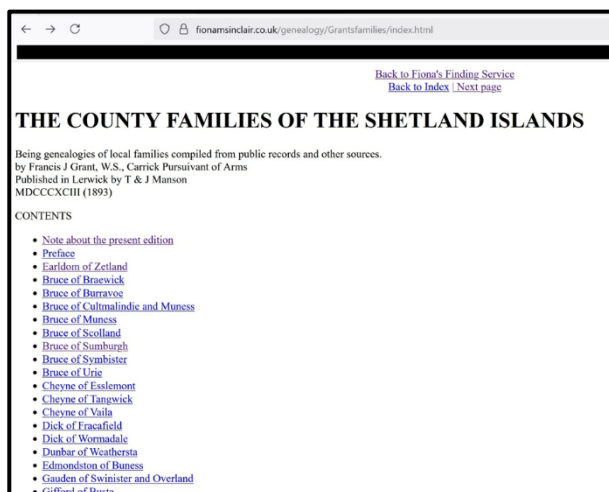 fionamsinclair.co.uk/genealogy/Grantsfamilies/index.html
Back to Fiona's Finding Service
Back to Index | Next page
THE COUNTY FAMILIES OF THE SHETLAND ISLANDS
Being genealogies of local families compiled from public records and other sources.
by Francis J Grant, W.S., Carrick Pursuivant of Arms
Published in Lerwick by T & J Manson
MDCCCXCIII (1893)
CONTENTS
Note about the present edition
Preface
Earldom of Zetland
Bruce of Braewick
Bruce of Burravoe
Bruce of Cultmalindie and Muness
Bruce of Muness
Bruce of Scolland
Bruce of Sumburgh
Bruce of Symbister
Bruce of Urie
Cheyne of Esslemont
Cheyne of Tangwick
Cheyne of Vaila
Dick of Fracafield
Dick of Wormadale
Dunbar of Weathersta
Edmondston of Buness
Gauden of Swinister and Overland
Gifford of Busta